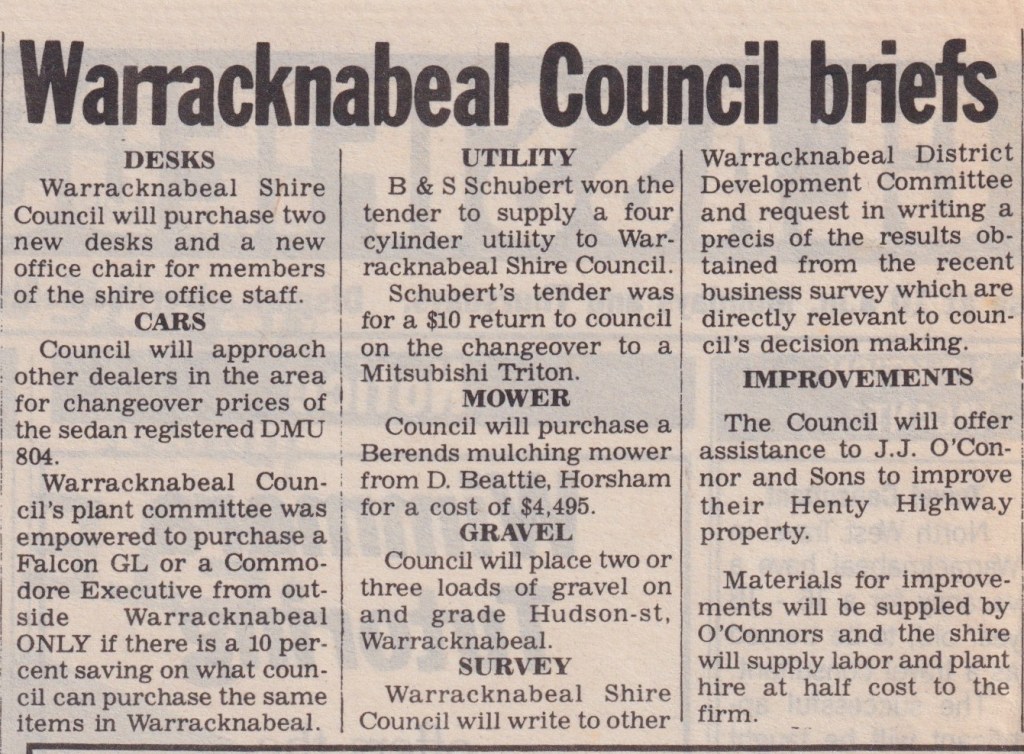 Warracknabeal Council briefs
DESKS
Warracknabeal Shire
Council will purchase two
new desks and a new
office chair for members
of the shire office staff.
CARS
Council will approach
other dealers in the area
for changeover prices of
the sedan registered DMU
804.
Warracknabeal Coun-
cil's plant committee was
empowered to purchase a
Falcon GL or a Commo-
dore Executive from out-
side Warracknabeal
ONLY if there is a 10 per-
cent saving on what coun-
cil can purchase the same
items in Warracknabeal.
UTILITY
B & S Schubert won the
tender to supply a four
cylinder utility to War-
racknabeal Shire Council.
Schubert's tender was
for a $10 return to council
on the changeover to a
Mitsubishi Triton.
MOWER
Council will purchase a
Berends mulching mower
from D. Beattie, Horsham
for a cost of $4,495.
GRAVEL
Council will place two or
three loads of gravel on
and grade Hudson-st,
Warracknabeal.
SURVEY
Warracknabeal Shire
Council will write to other
Warracknabeal District
Development Committee
and request in writing a
precis of the results ob-
tained from the recent
business survey which are
directly relevant to coun-
cil's decision making.
IMPROVEMENTS
The Council will offer
assistance to J.J. O'Con-
nor and Sons to improve
their Henty Highway
property.
Materials for improve-
ments will be suppled by
O'Connors and the shire
will supply labor and plant
hire at half cost to the
firm.